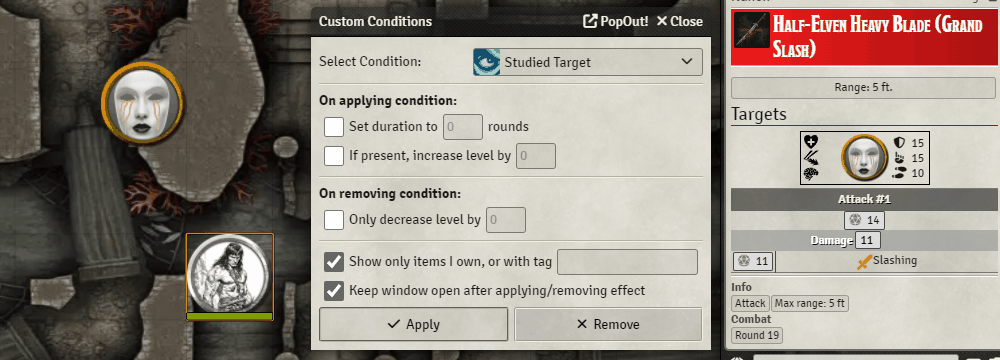 Custom Conditions
PopOut! Close
Select Condition: Studied Target
On applying condition:
Set duration to 0 rounds
If present, increase level by 0
On removing condition:
Only decrease level by 0
Show only items I own, or with tag
Keep window open after applying/removing effect
Apply
Remove
Half-Elven Heavy Blade (Grand
Slash)
Range: 5 ft.
Targets
15
15
10
Attack #1
14
Damage 11
11 Slashing
Info
Attack Max range: 5 ft
Combat
Round 19